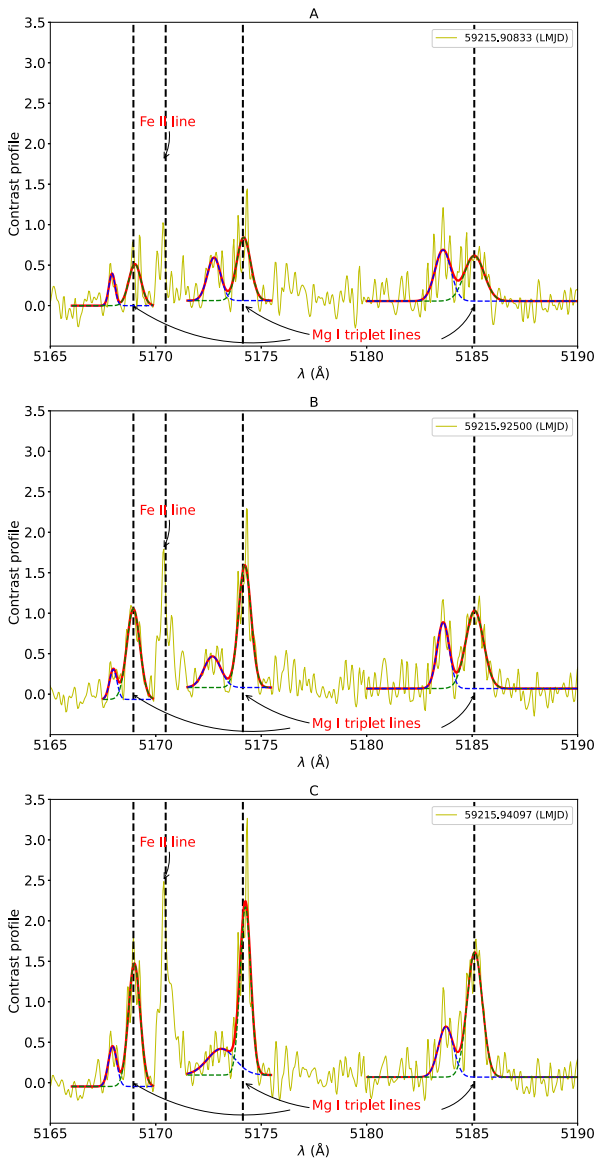 A
59215.90833 (LMJD)
3.5
3.0
2.5
2.0
1.5
1.0
0.5
0.0
Contrast profile
Fe II line
Mg I triplet lines
5165 5170 5175 5180 5185 5190
λ (Å)
B
59215.92500 (LMJD)
3.5
3.0
2.5
2.0
1.5
1.0
0.5
0.0
Contrast profile
Fe II line
Mg I triplet lines
5165 5170 5175 5180 5185 5190
λ (Å)
C
59215.94097 (LMJD)
3.5
3.0
2.5
2.0
1.5
1.0
0.5
0.0
Contrast profile
Fe II line
Mg I triplet lines
5165 5170 5175 5180 5185 5190
λ (Å)